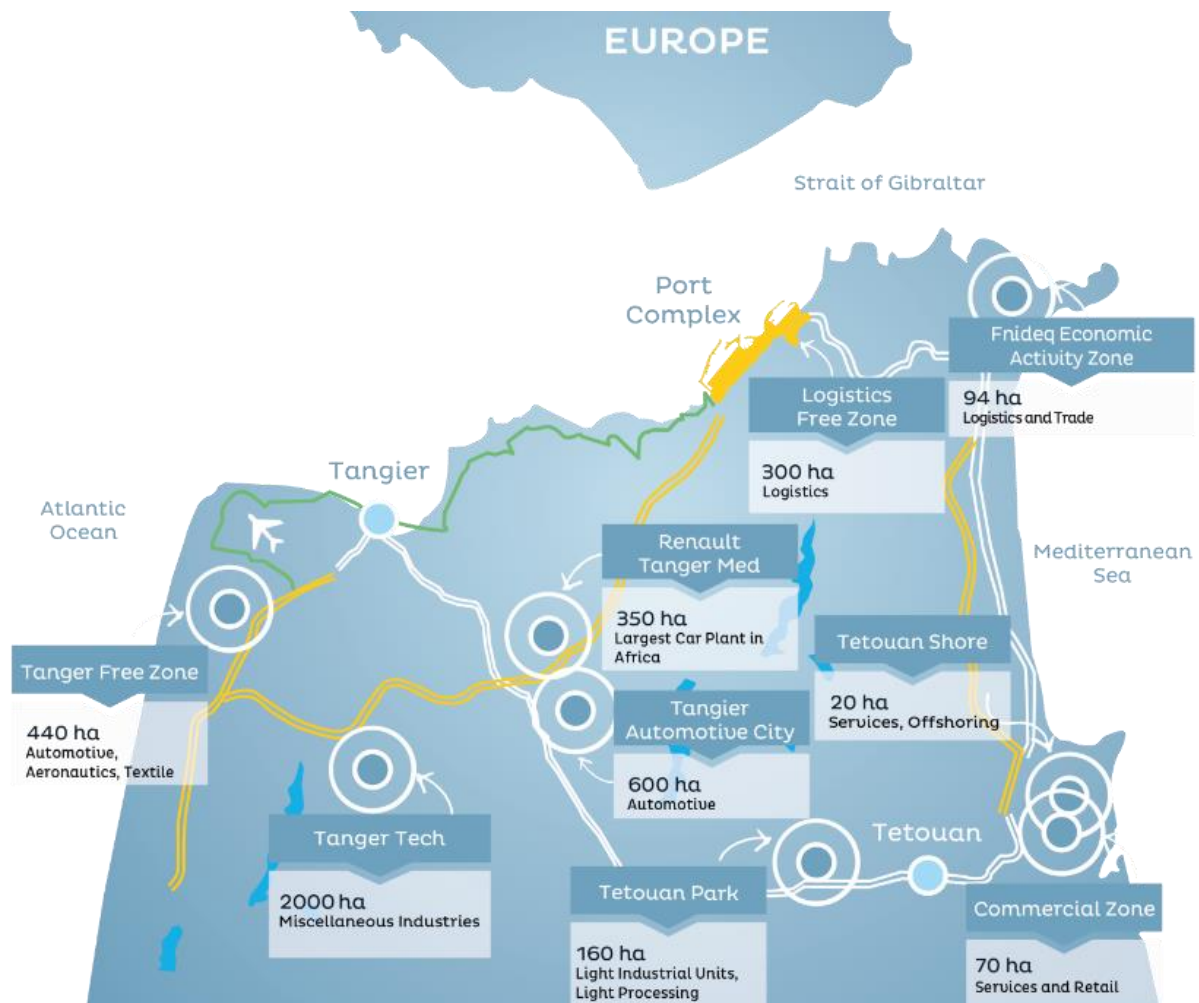 EUROPE
Strait of Gibraltar
Port
Complex
Fnideq Economic
Activity Zone
94 ha
Logistics and Trade
Logistics
Free Zone
300 ha
Logistics
Tangier
Atlantic
Ocean
Renault
Tanger Med
350 ha
Largest Car Plant in
Africa
Mediterranean
Sea
Tetouan Shore
20 ha
Services, Offshoring
Tanger Free Zone
440 ha
Automotive,
Aeronautics, Textile
Tangier
Automotive City
600 ha
Automotive
Tanger Tech
2000 ha
Miscellaneous Industries
Tetouan
Tetouan Park
160 ha
Light Industrial Units,
Light Processing
Commercial Zone
70 ha
Services and Retail